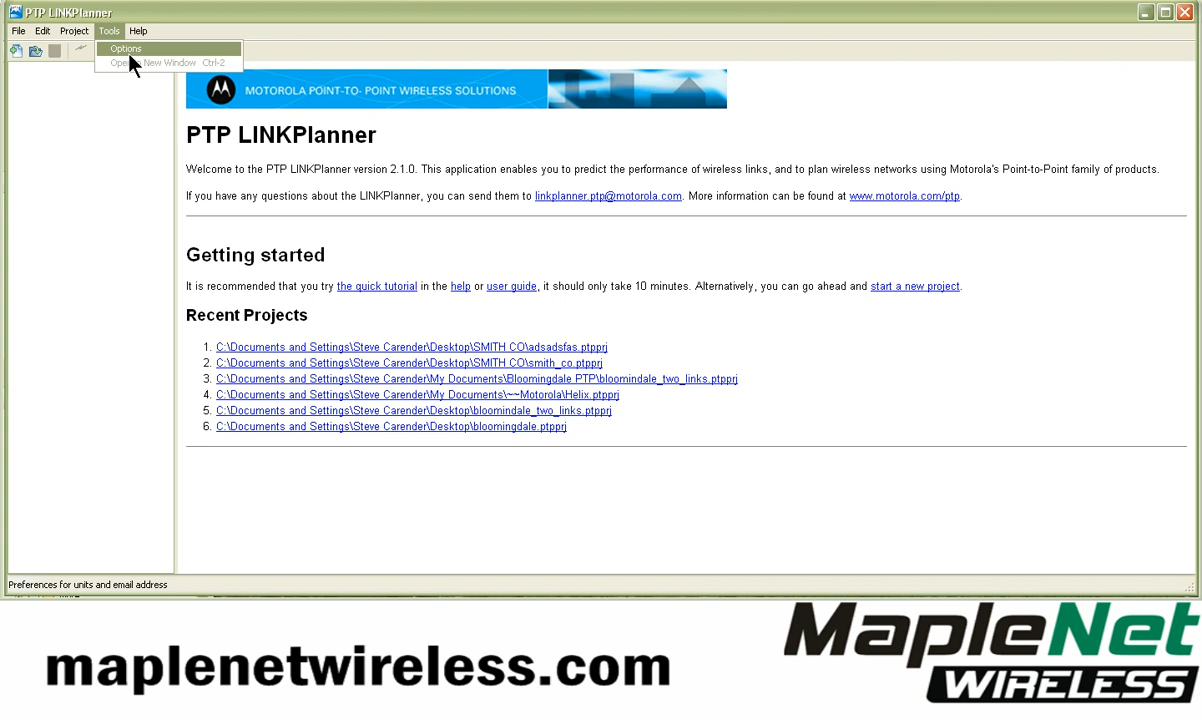 PTP LINKPlanner
File Edit Project Tools Help
Options
Open New Window Ctrl-2
MOTOROLA POINT-TO- POINT WIRELESS SOLUTIONS
PTP LINKPlanner
Welcome to the PTP LINKPlanner version 2.1.0. This application enables you to predict the performance of wireless links, and to plan wireless networks using Motorola's Point-to-Point family of products.
If you have any questions about the LINKPlanner, you can send them to linkplanner.ptp@motorola.com. More information can be found at www.motorola.com/ptp.
Getting started
It is recommended that you try the quick tutorial in the help or user guide, it should only take 10 minutes. Alternatively, you can go ahead and start a new project.
Recent Projects
1. C:\Documents and Settings\Steve Carender\Desktop\SMITH CO\adsadsfas.ptpprj
2. C:\Documents and Settings\Steve Carender\Desktop\SMITH CO\smith_co.ptpprj
3. C:\Documents and Settings\Steve Carender\My Documents\Bloomingdale PTP\bloomindale_two_links.ptpprj
4. C:\Documents and Settings\Steve Carender\My Documents\~~Motorola\Helix.ptpprj
5. C:\Documents and Settings\Steve Carender\Desktop\bloomindale_two_links.ptpprj
6. C:\Documents and Settings\Steve Carender\Desktop\bloomingdale.ptpprj
Preferences for units and email address
maplenetwireless.com
MapleNet
WIRELESS